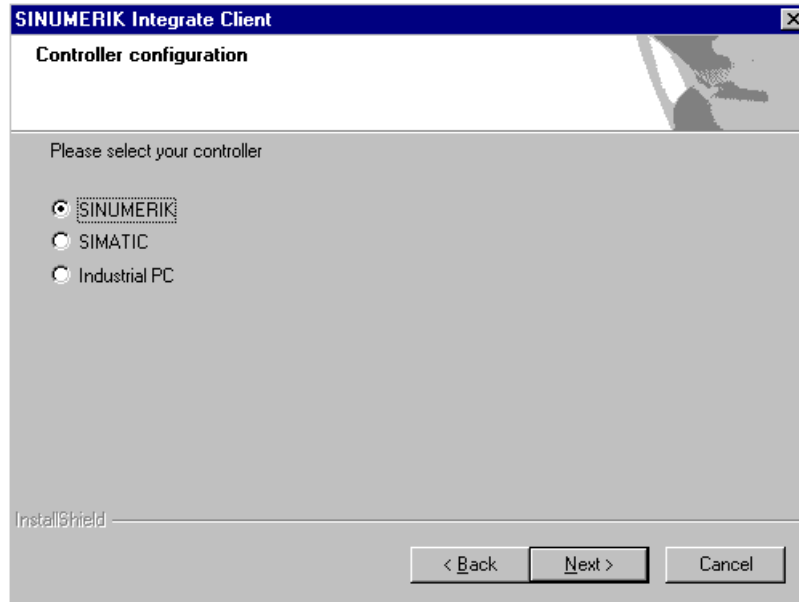 SINUMERIK Integrate Client
Controller configuration
Please select your controller
SINUMERIK
SIMATIC
Industrial PC
InstallShield
< Back Next > Cancel